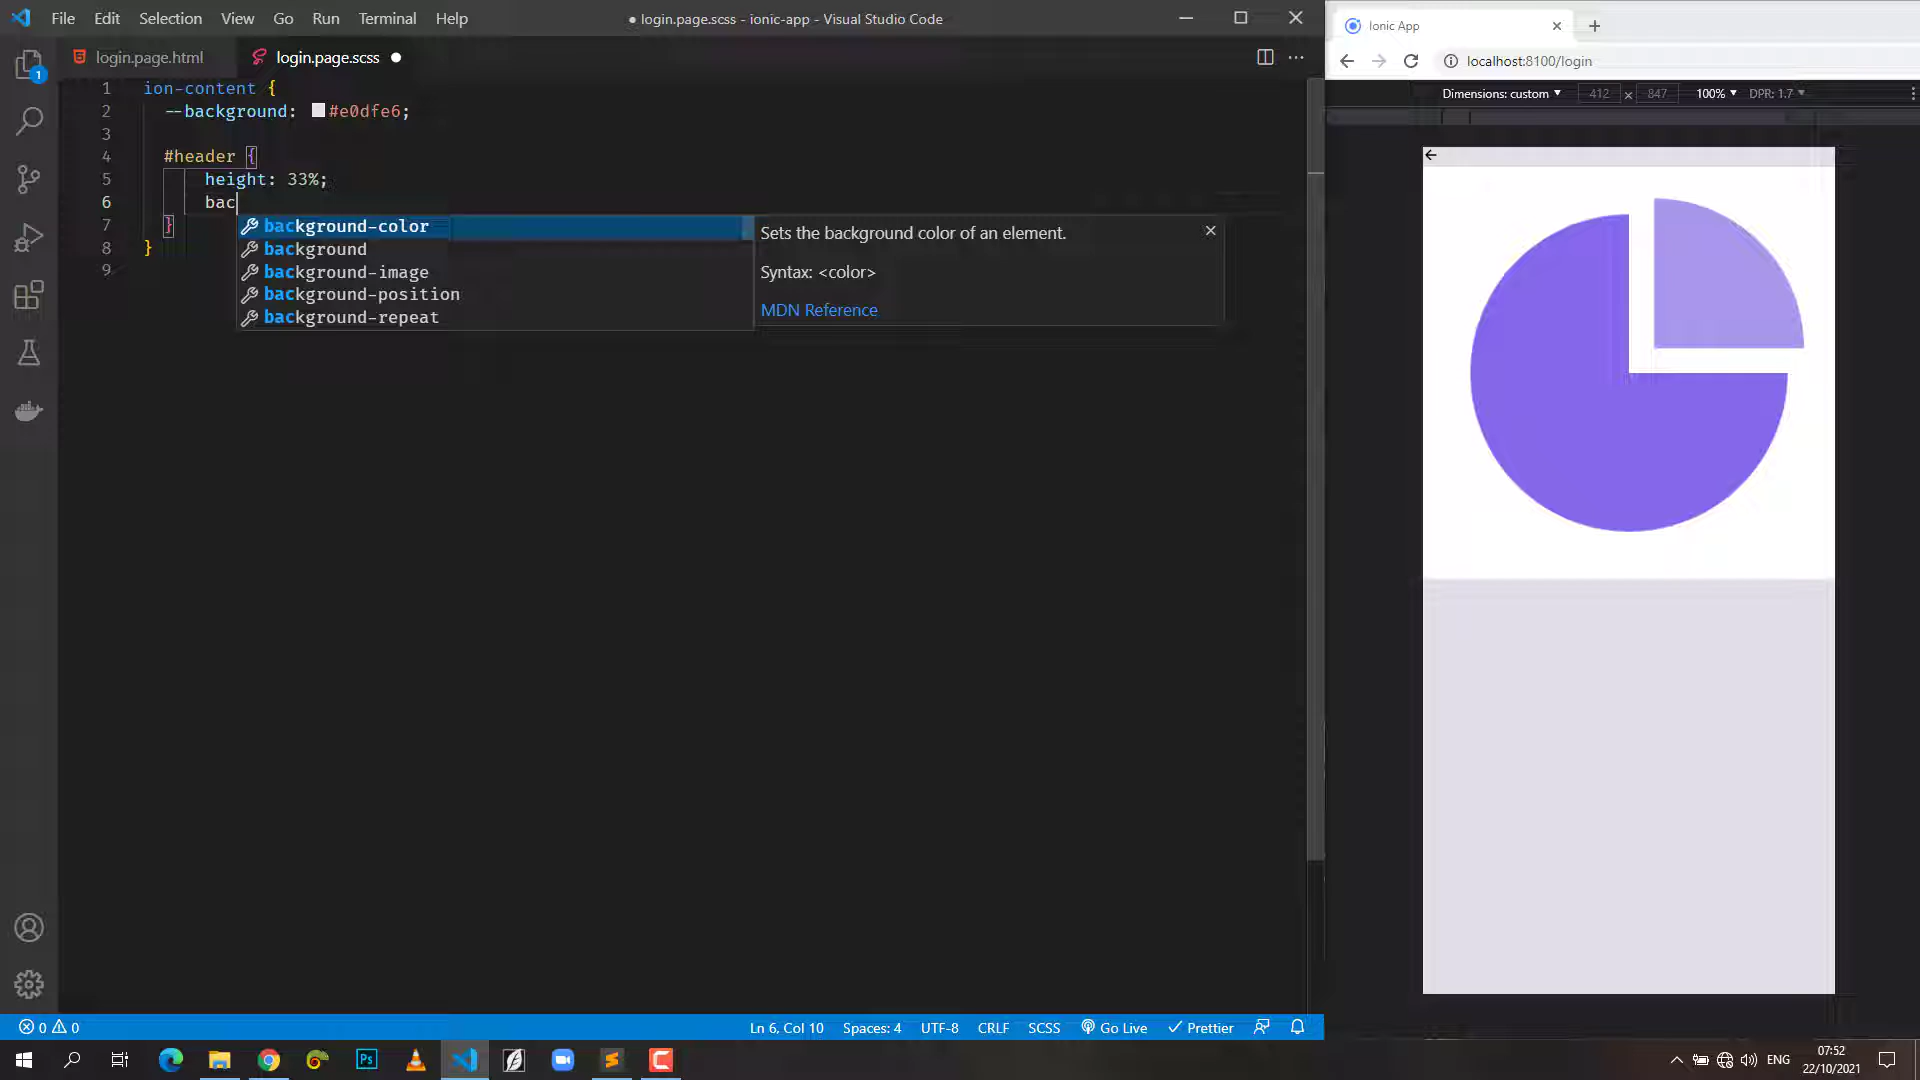 File Edit Selection View Go Run Terminal Help
● login.page.scss - ionic-app - Visual Studio Code
login.page.html login.page.scss
1 ion-content {
2 --background: #e0dfe6;
3
4 #header {
5 height: 33%;
6 bac
7 }
8 }
9
background-color
background
background-image
background-position
background-repeat
Sets the background color of an element.
Syntax: <color>
MDN Reference
1
0 0
Ln 6, Col 10 Spaces: 4 UTF-8 CRLF SCSS Go Live Prettier
Ionic App
localhost:8100/login
Dimensions: custom 412 × 847 100% DPR: 1.7
Ps
ENG
07:52
22/10/2021